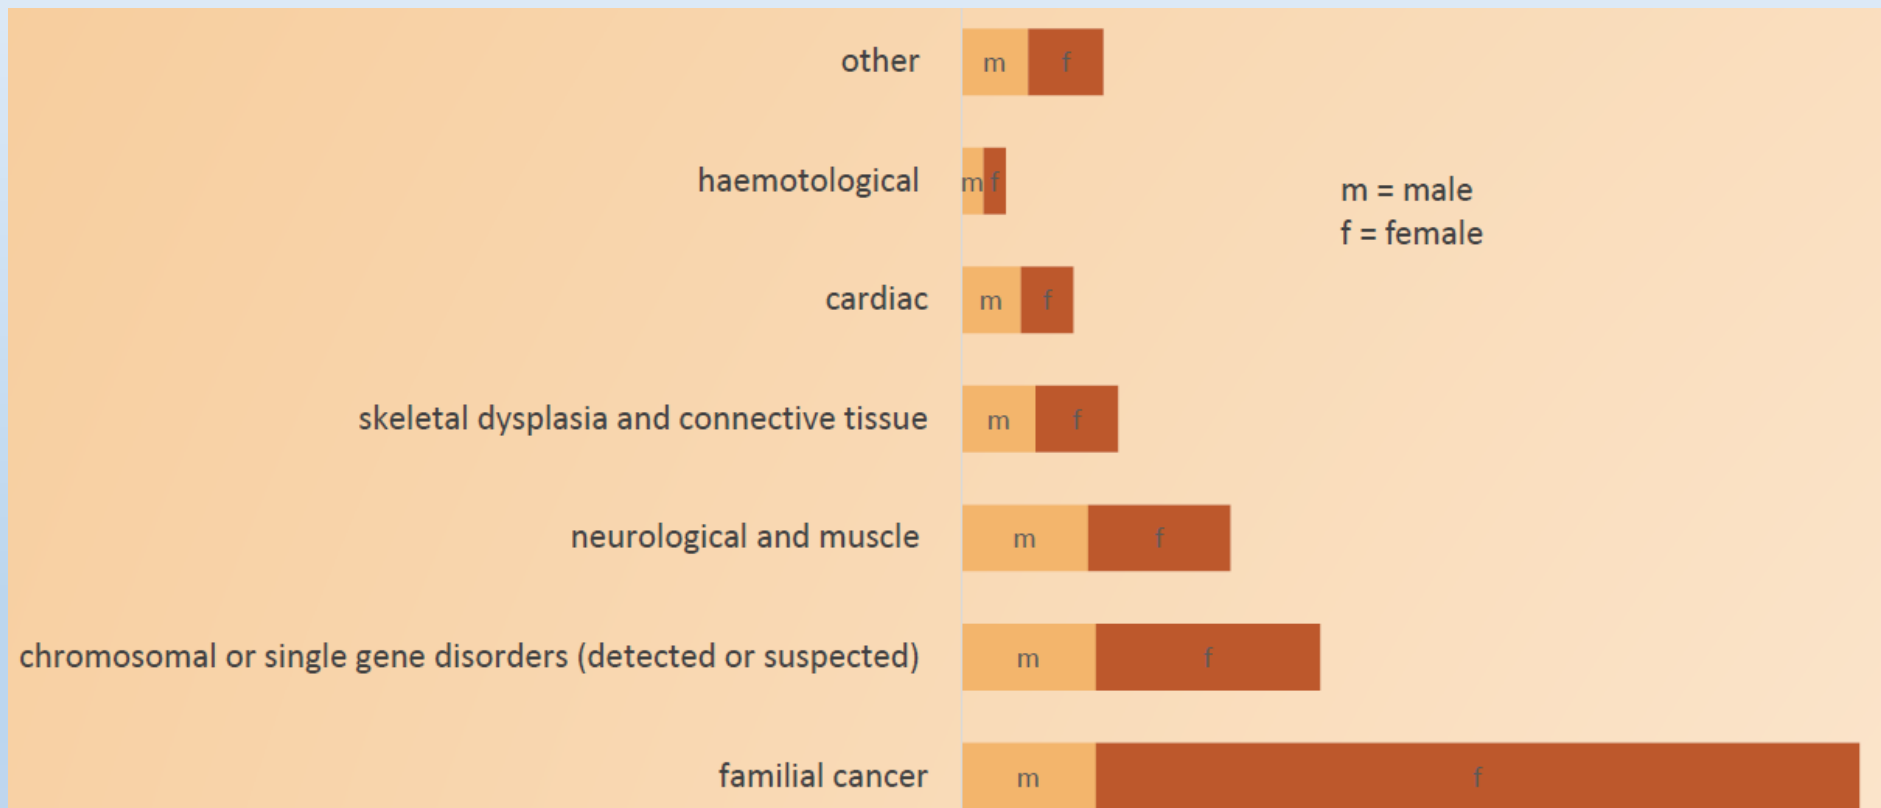 other m f
haemotological m f
m = male
f = female
cardiac m f
skeletal dysplasia and connective tissue m f
neurological and muscle m f
chromosomal or single gene disorders (detected or suspected) m f
familial cancer m f